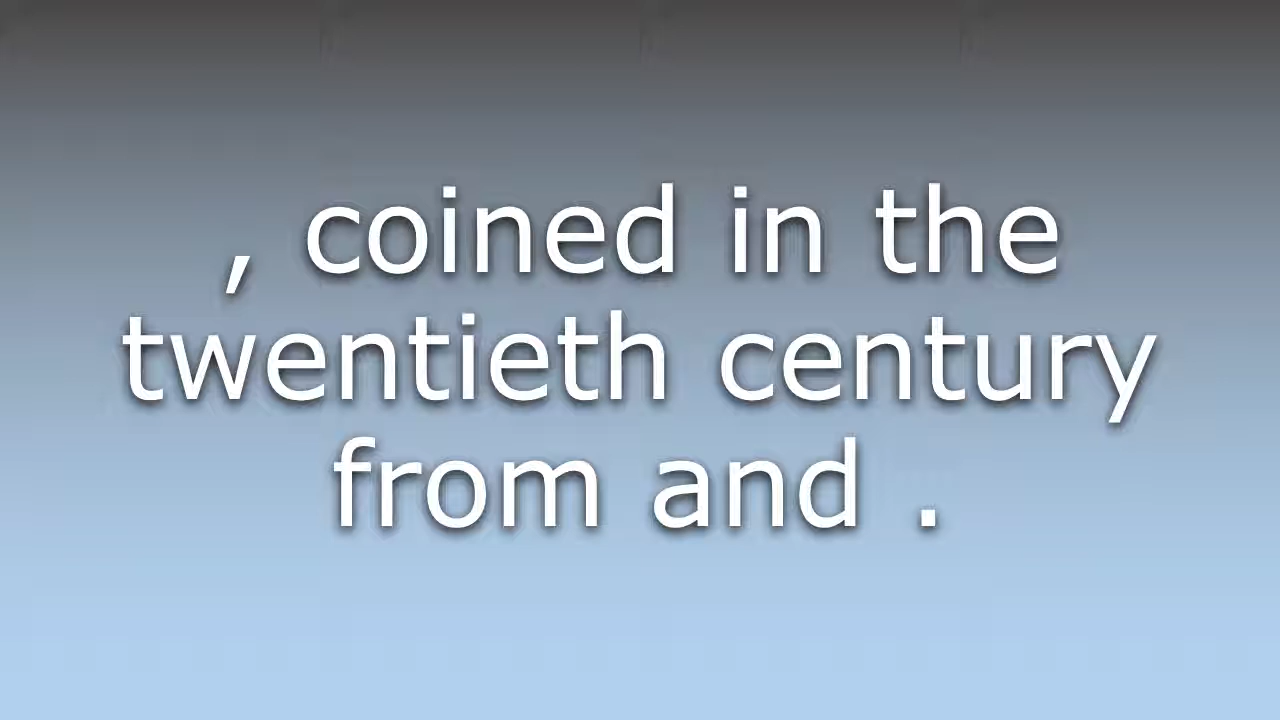 , coined in the
twentieth century
from and .